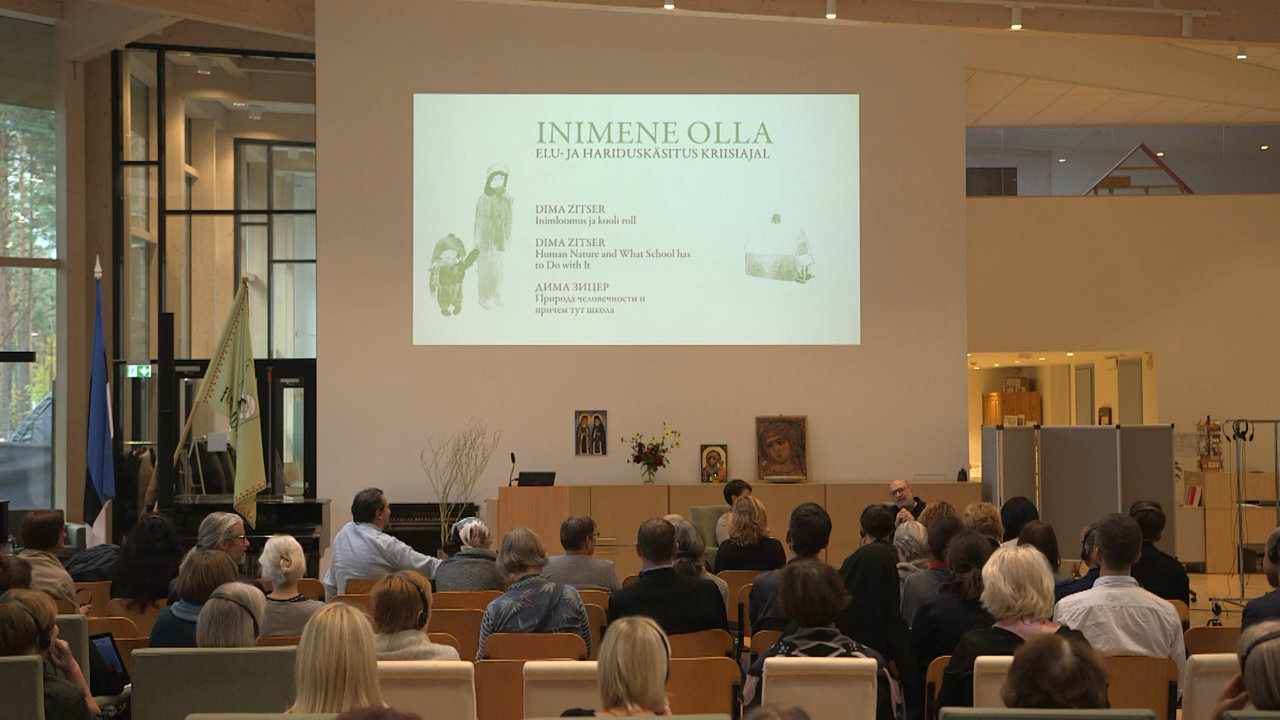 INIMENE OLLA
ELU- JA HARIDUSKÄSITUS KRIISIAJAL
DIMA ZITSER
Inimloomus ja kooli roll
DIMA ZITSER
Human Nature and What School has
to Do with It
ДИМА ЗИЦЕР
Природа человечности и
причем тут школа